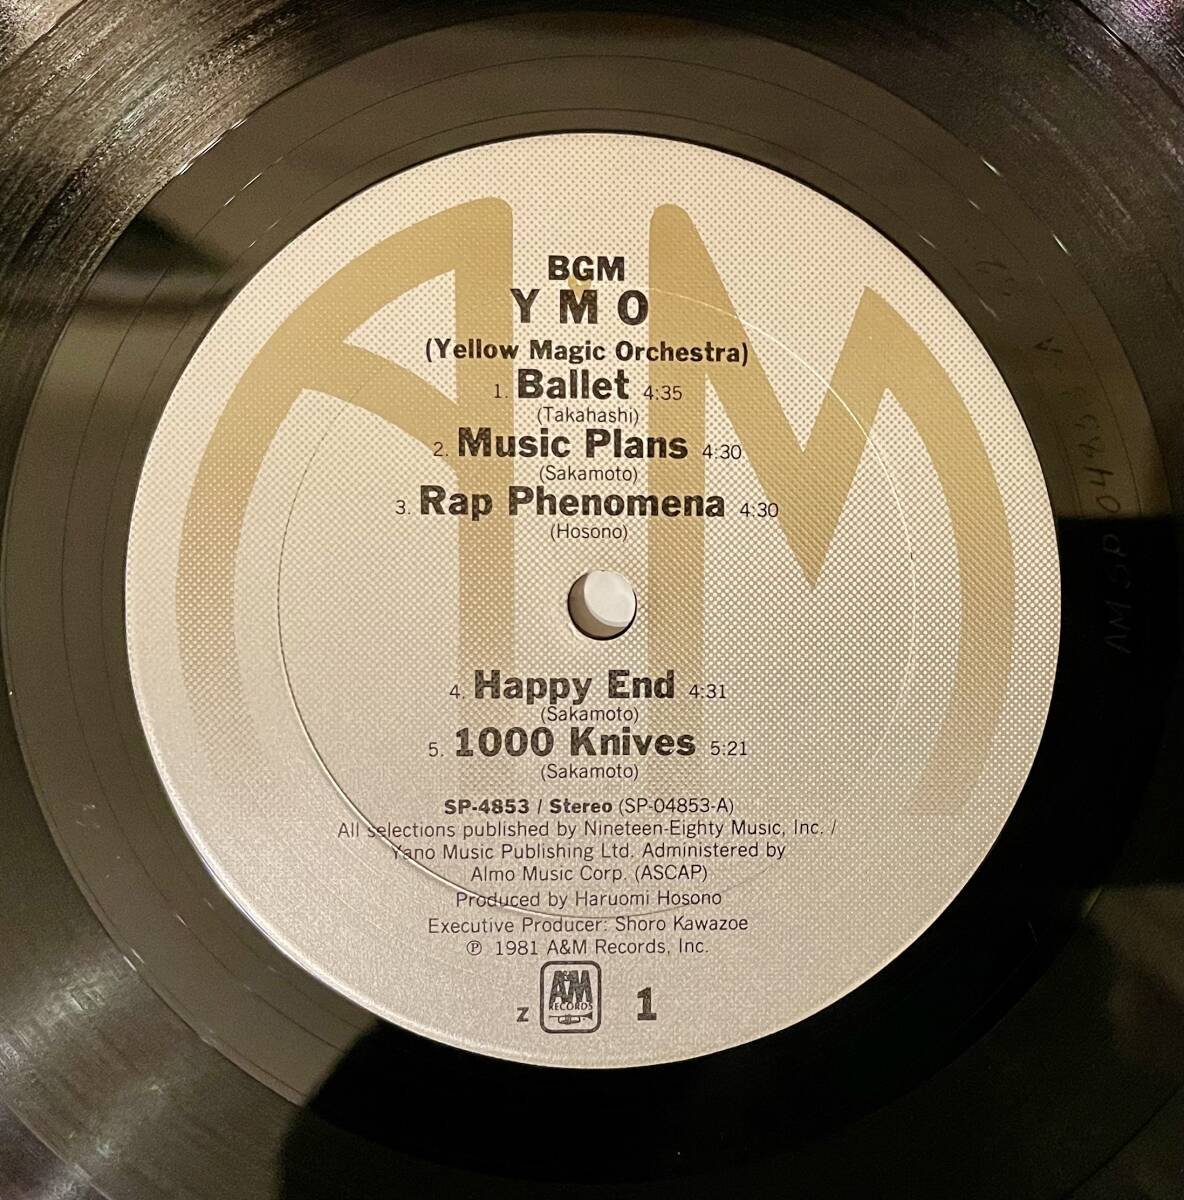 BGM
Y M O
(Yellow Magic Orchestra)
1. Ballet 4:35
(Takahashi)
2. Music Plans 4:30
(Sakamoto)
3. Rap Phenomena 4:30
(Hosono)
4. Happy End 4:31
(Sakamoto)
5. 1000 Knives 5:21
(Sakamoto)
SP-4853 / Stereo (SP-04853-A)
All selections published by Nineteen-Eighty Music, Inc. /
Yano Music Publishing Ltd. Administered by
Almo Music Corp. (ASCAP)
Produced by Haruomi Hosono
Executive Producer: Shoro Kawazoe
℗ 1981 A&M Records, Inc.
A&M
RECORDS
z 1
AM SP